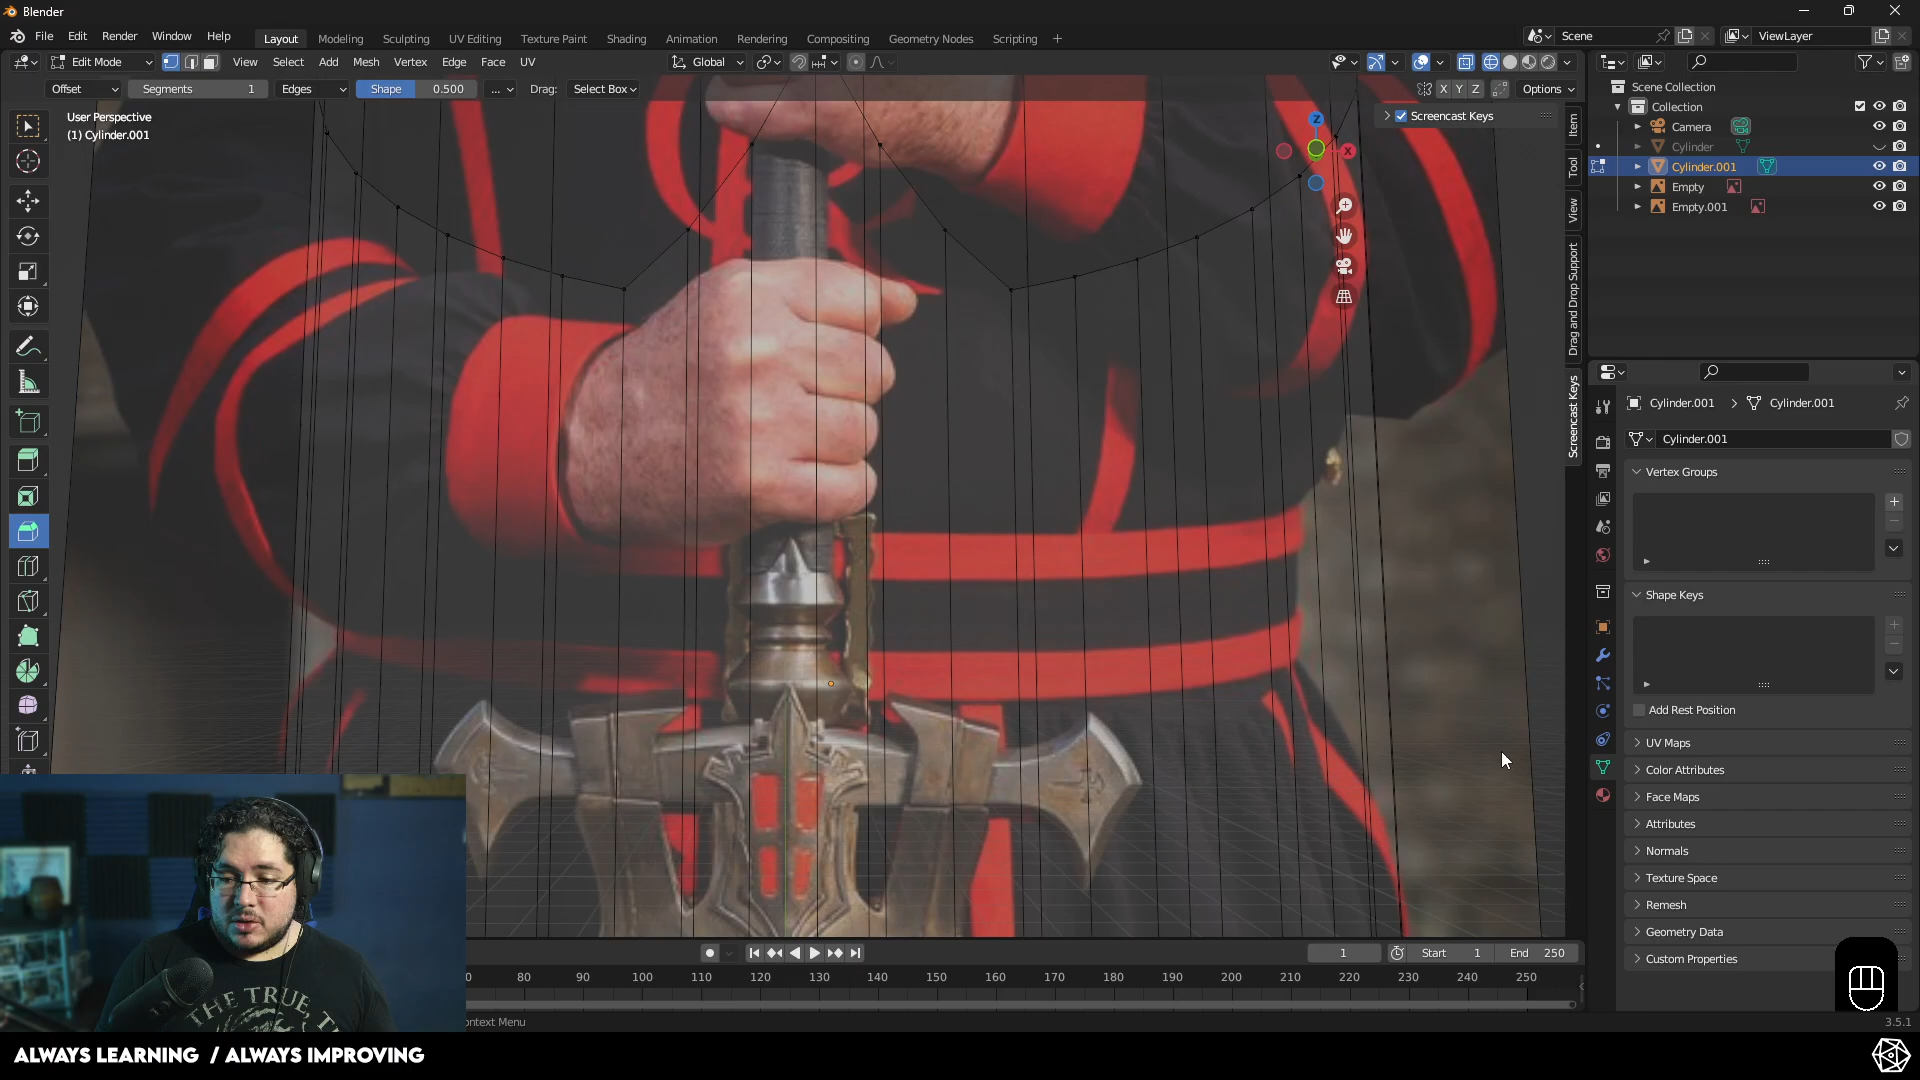 Blender
File Edit Render Window Help
Layout Modeling Sculpting UV Editing Texture Paint Shading Animation Rendering Compositing Geometry Nodes Scripting +
Scene ViewLayer
Edit Mode View Select Add Mesh Vertex Edge Face UV Global
Offset Segments 1 Edges Shape 0.500 ... Drag: Select Box X Y Z Options
User Perspective
(1) Cylinder.001
Screencast Keys
Z
X
Item
Tool
View
Drag and Drop Support
Screencast Keys
Scene Collection
Collection
Camera
Cylinder
Cylinder.001
Empty
Empty.001
Cylinder.001 > Cylinder.001
Cylinder.001
Vertex Groups
Shape Keys
Add Rest Position
UV Maps
Color Attributes
Face Maps
Attributes
Normals
Texture Space
Remesh
Geometry Data
Custom Properties
1 Start 1 End 250
80 90 100 110 120 130 140 150 160 170 180 190 200 210 220 230 240 250
ontext Menu
3.5.1
THE TRUE, T
ALWAYS LEARNING / ALWAYS IMPROVING